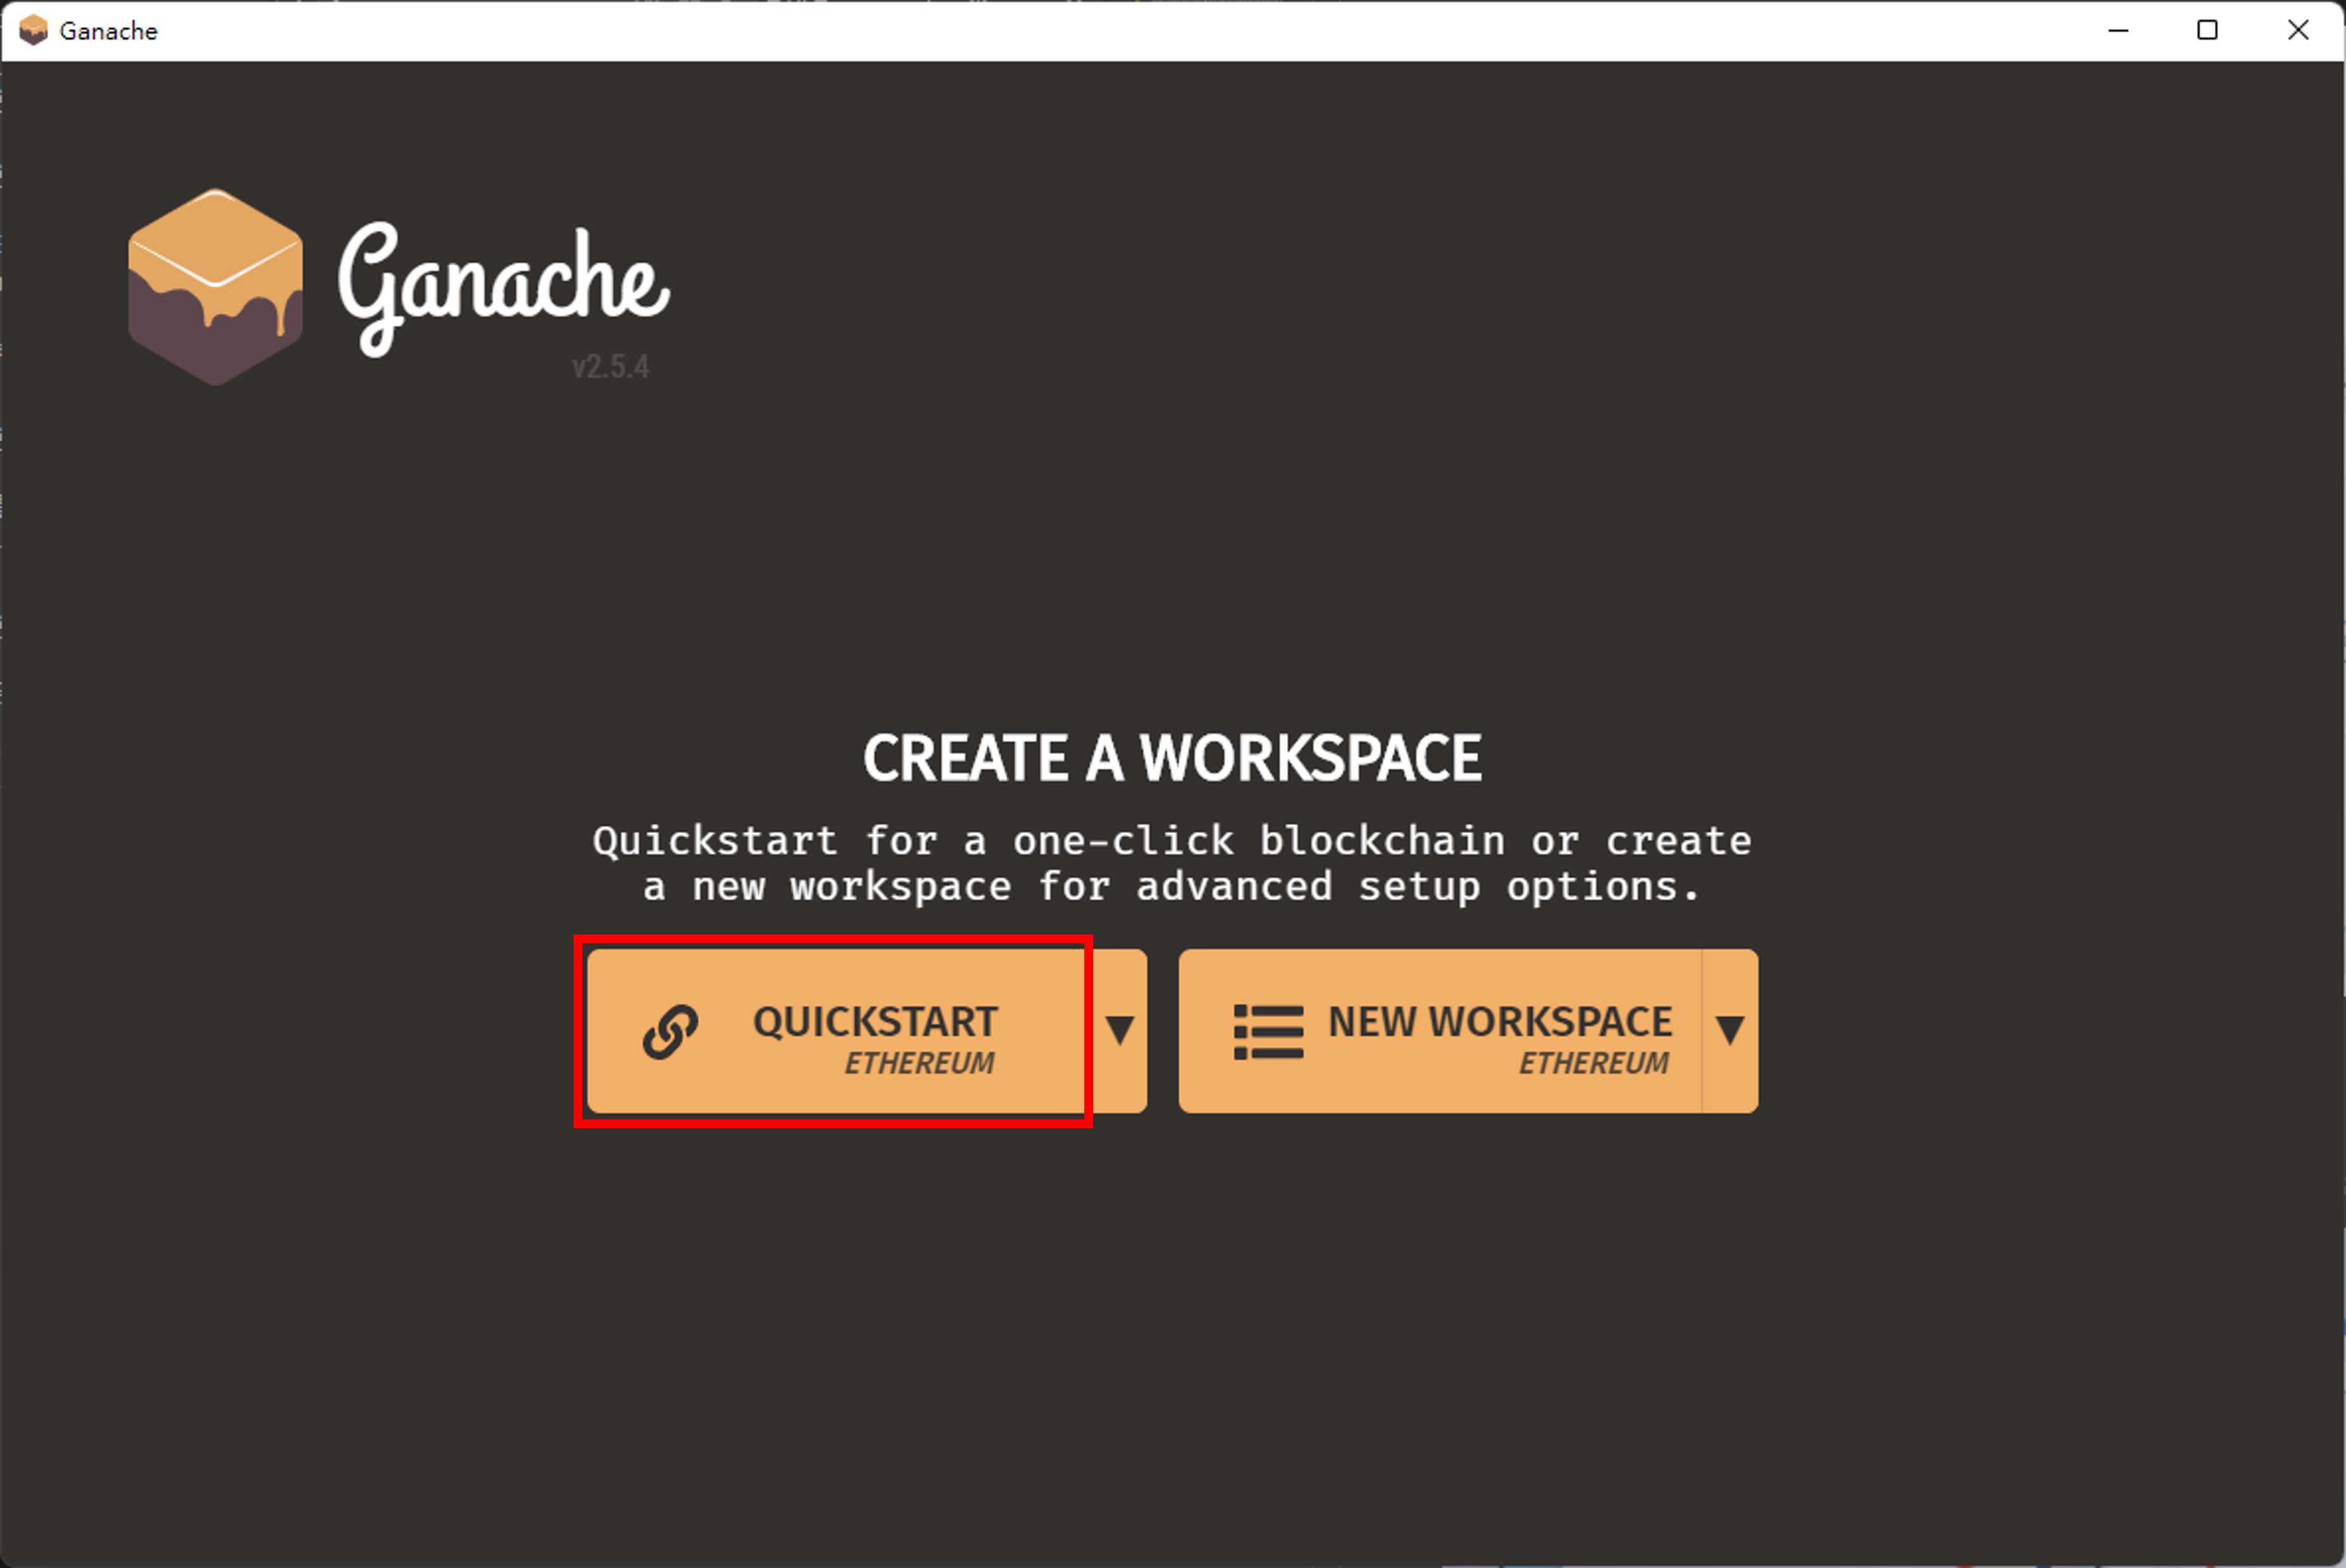 Ganache
Ganache
v2.5.4
CREATE A WORKSPACE
Quickstart for a one-click blockchain or create
a new workspace for advanced setup options.
QUICKSTART
ETHEREUM
NEW WORKSPACE
ETHEREUM